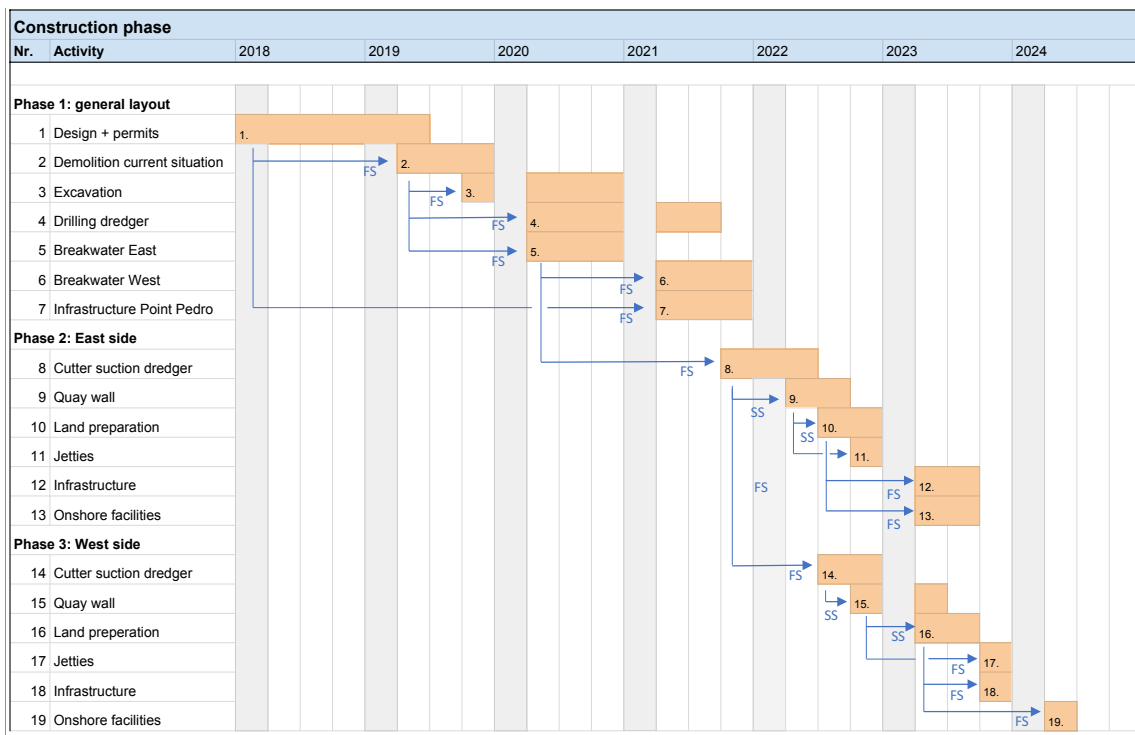 Construction phase
Nr. Activity 2018 2019 2020 2021 2022 2023 2024
Phase 1: general layout
1 Design + permits 1.
2 Demolition current situation FS 2.
3 Excavation FS 3.
4 Drilling dredger FS 4.
5 Breakwater East FS 5.
6 Breakwater West FS 6.
7 Infrastructure Point Pedro FS 7.
Phase 2: East side
8 Cutter suction dredger FS 8.
9 Quay wall SS 9.
10 Land preparation SS 10.
11 Jetties 11.
12 Infrastructure FS FS 12.
13 Onshore facilities FS 13.
Phase 3: West side
14 Cutter suction dredger FS 14.
15 Quay wall SS 15.
16 Land preperation SS 16.
17 Jetties FS 17.
18 Infrastructure FS 18.
19 Onshore facilities FS 19.